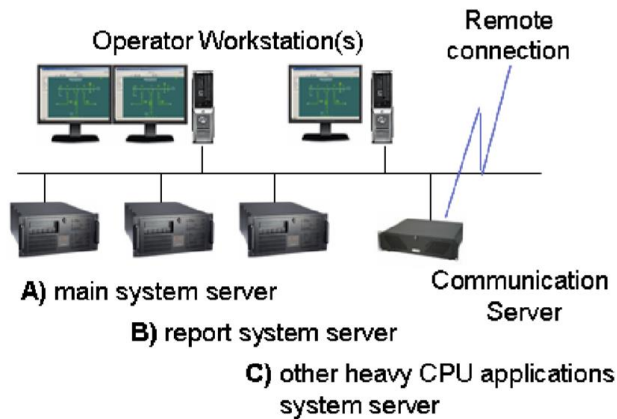 Remote
connection
Operator Workstation(s)
A) main system server
Communication
Server
B) report system server
C) other heavy CPU applications
system server